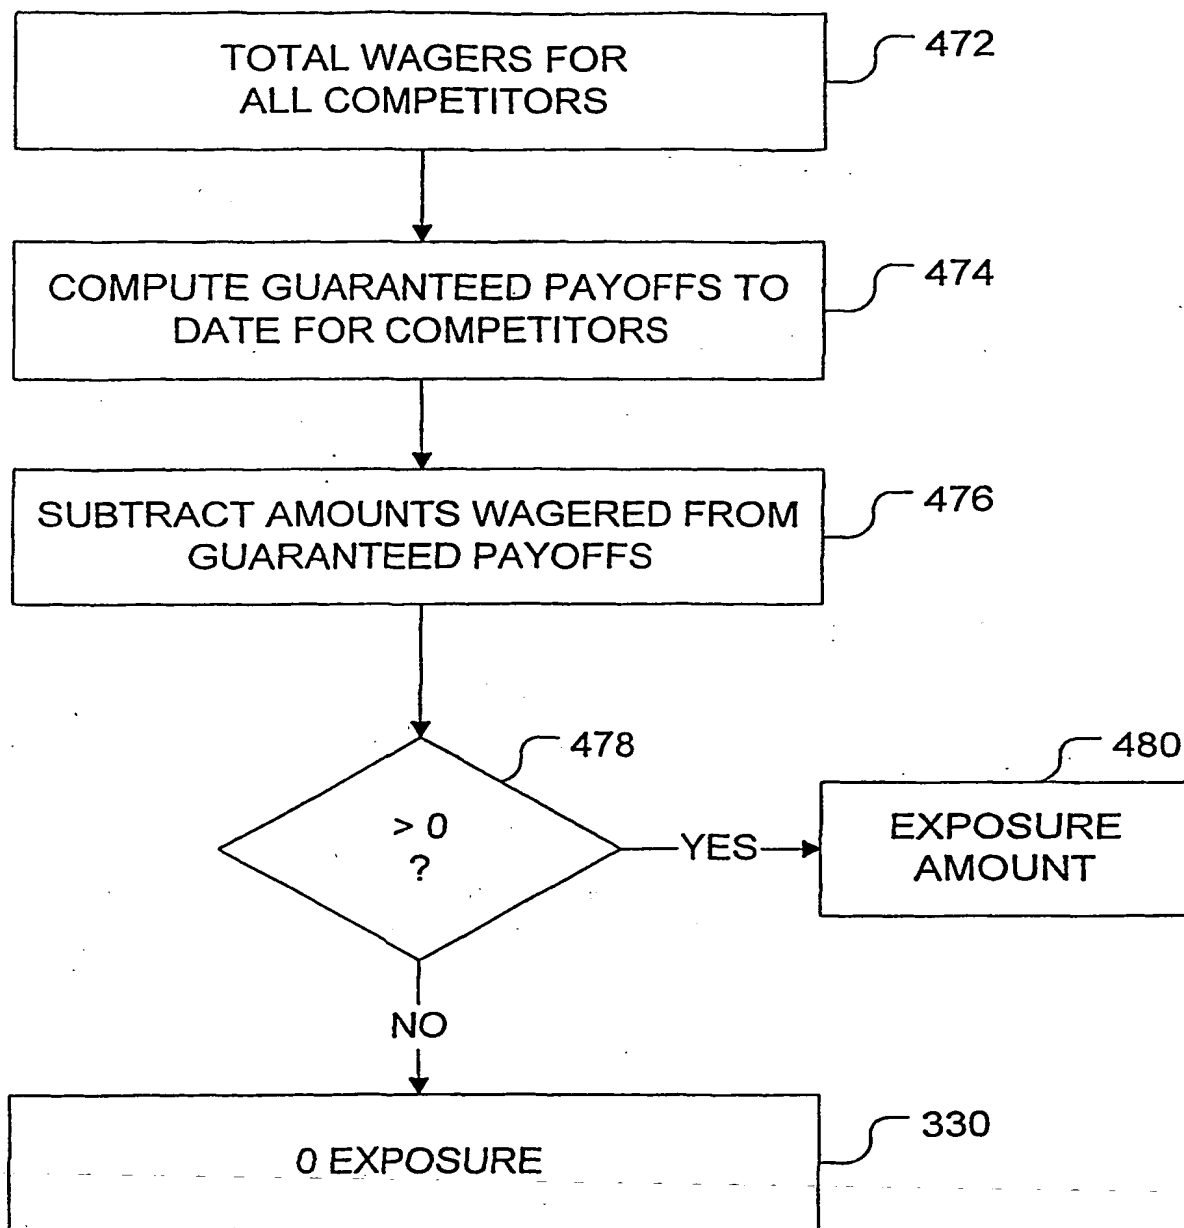 TOTAL WAGERS FOR
ALL COMPETITORS
472
COMPUTE GUARANTEED PAYOFFS TO
DATE FOR COMPETITORS
474
SUBTRACT AMOUNTS WAGERED FROM
GUARANTEED PAYOFFS
476
478
> 0
?
YES
480
EXPOSURE
AMOUNT
NO
0 EXPOSURE
330